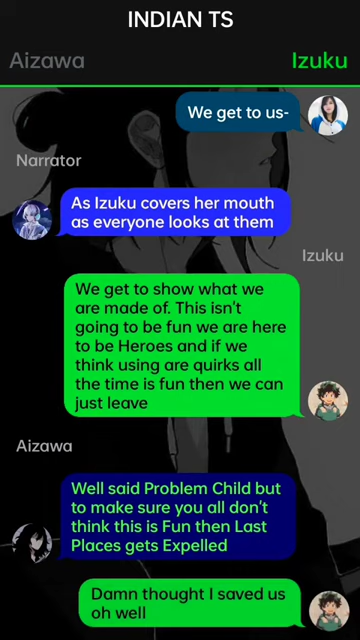 INDIAN TS
Aizawa
Izuku
We get to us-
Narrator
As Izuku covers her mouth
as everyone looks at them
Izuku
We get to show what we
are made of. This isn't
going to be fun we are here
to be Heroes and if we
think using are quirks all
the time is fun then we can
just leave
Aizawa
Well said Problem Child but
to make sure you all don't
think this is Fun then Last
Places gets Expelled
Damn thought I saved us
oh well